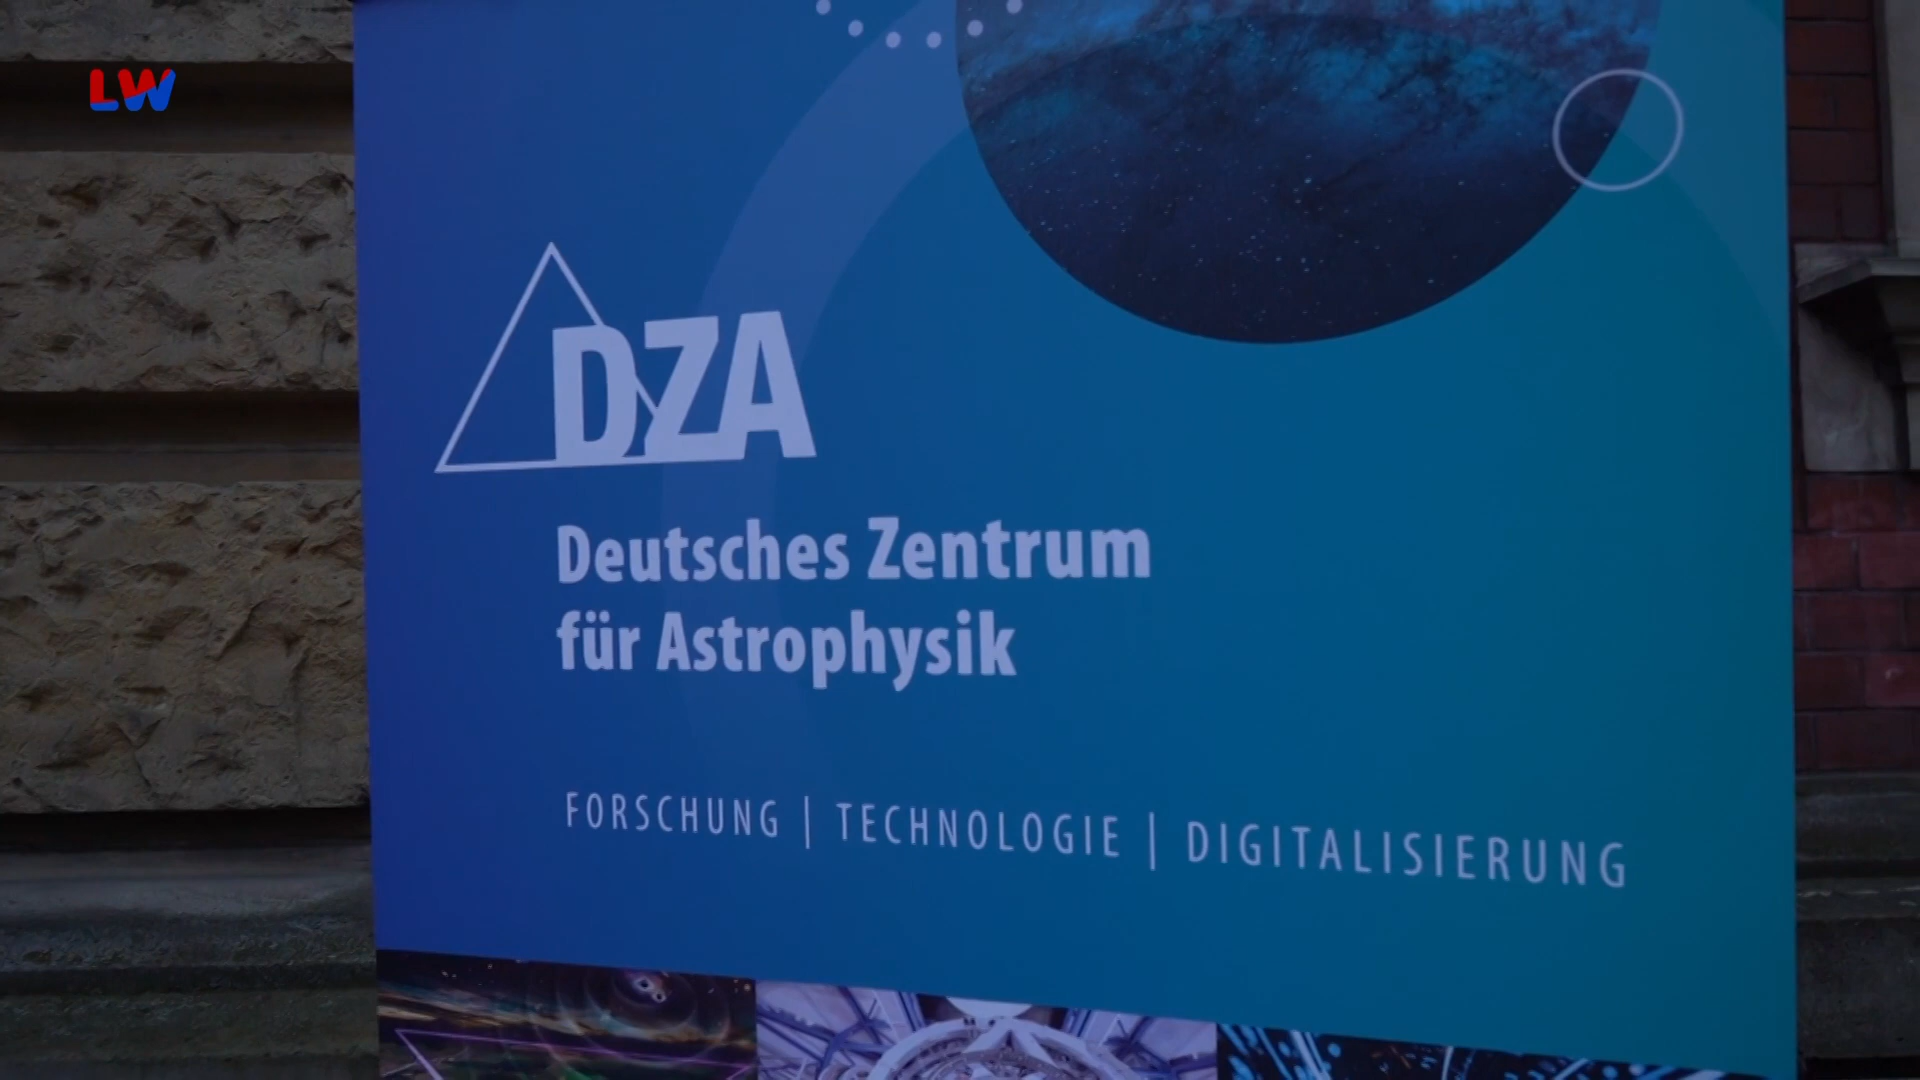 LW
DZA
Deutsches Zentrum
für Astrophysik
FORSCHUNG | TECHNOLOGIE | DIGITALISIERUNG